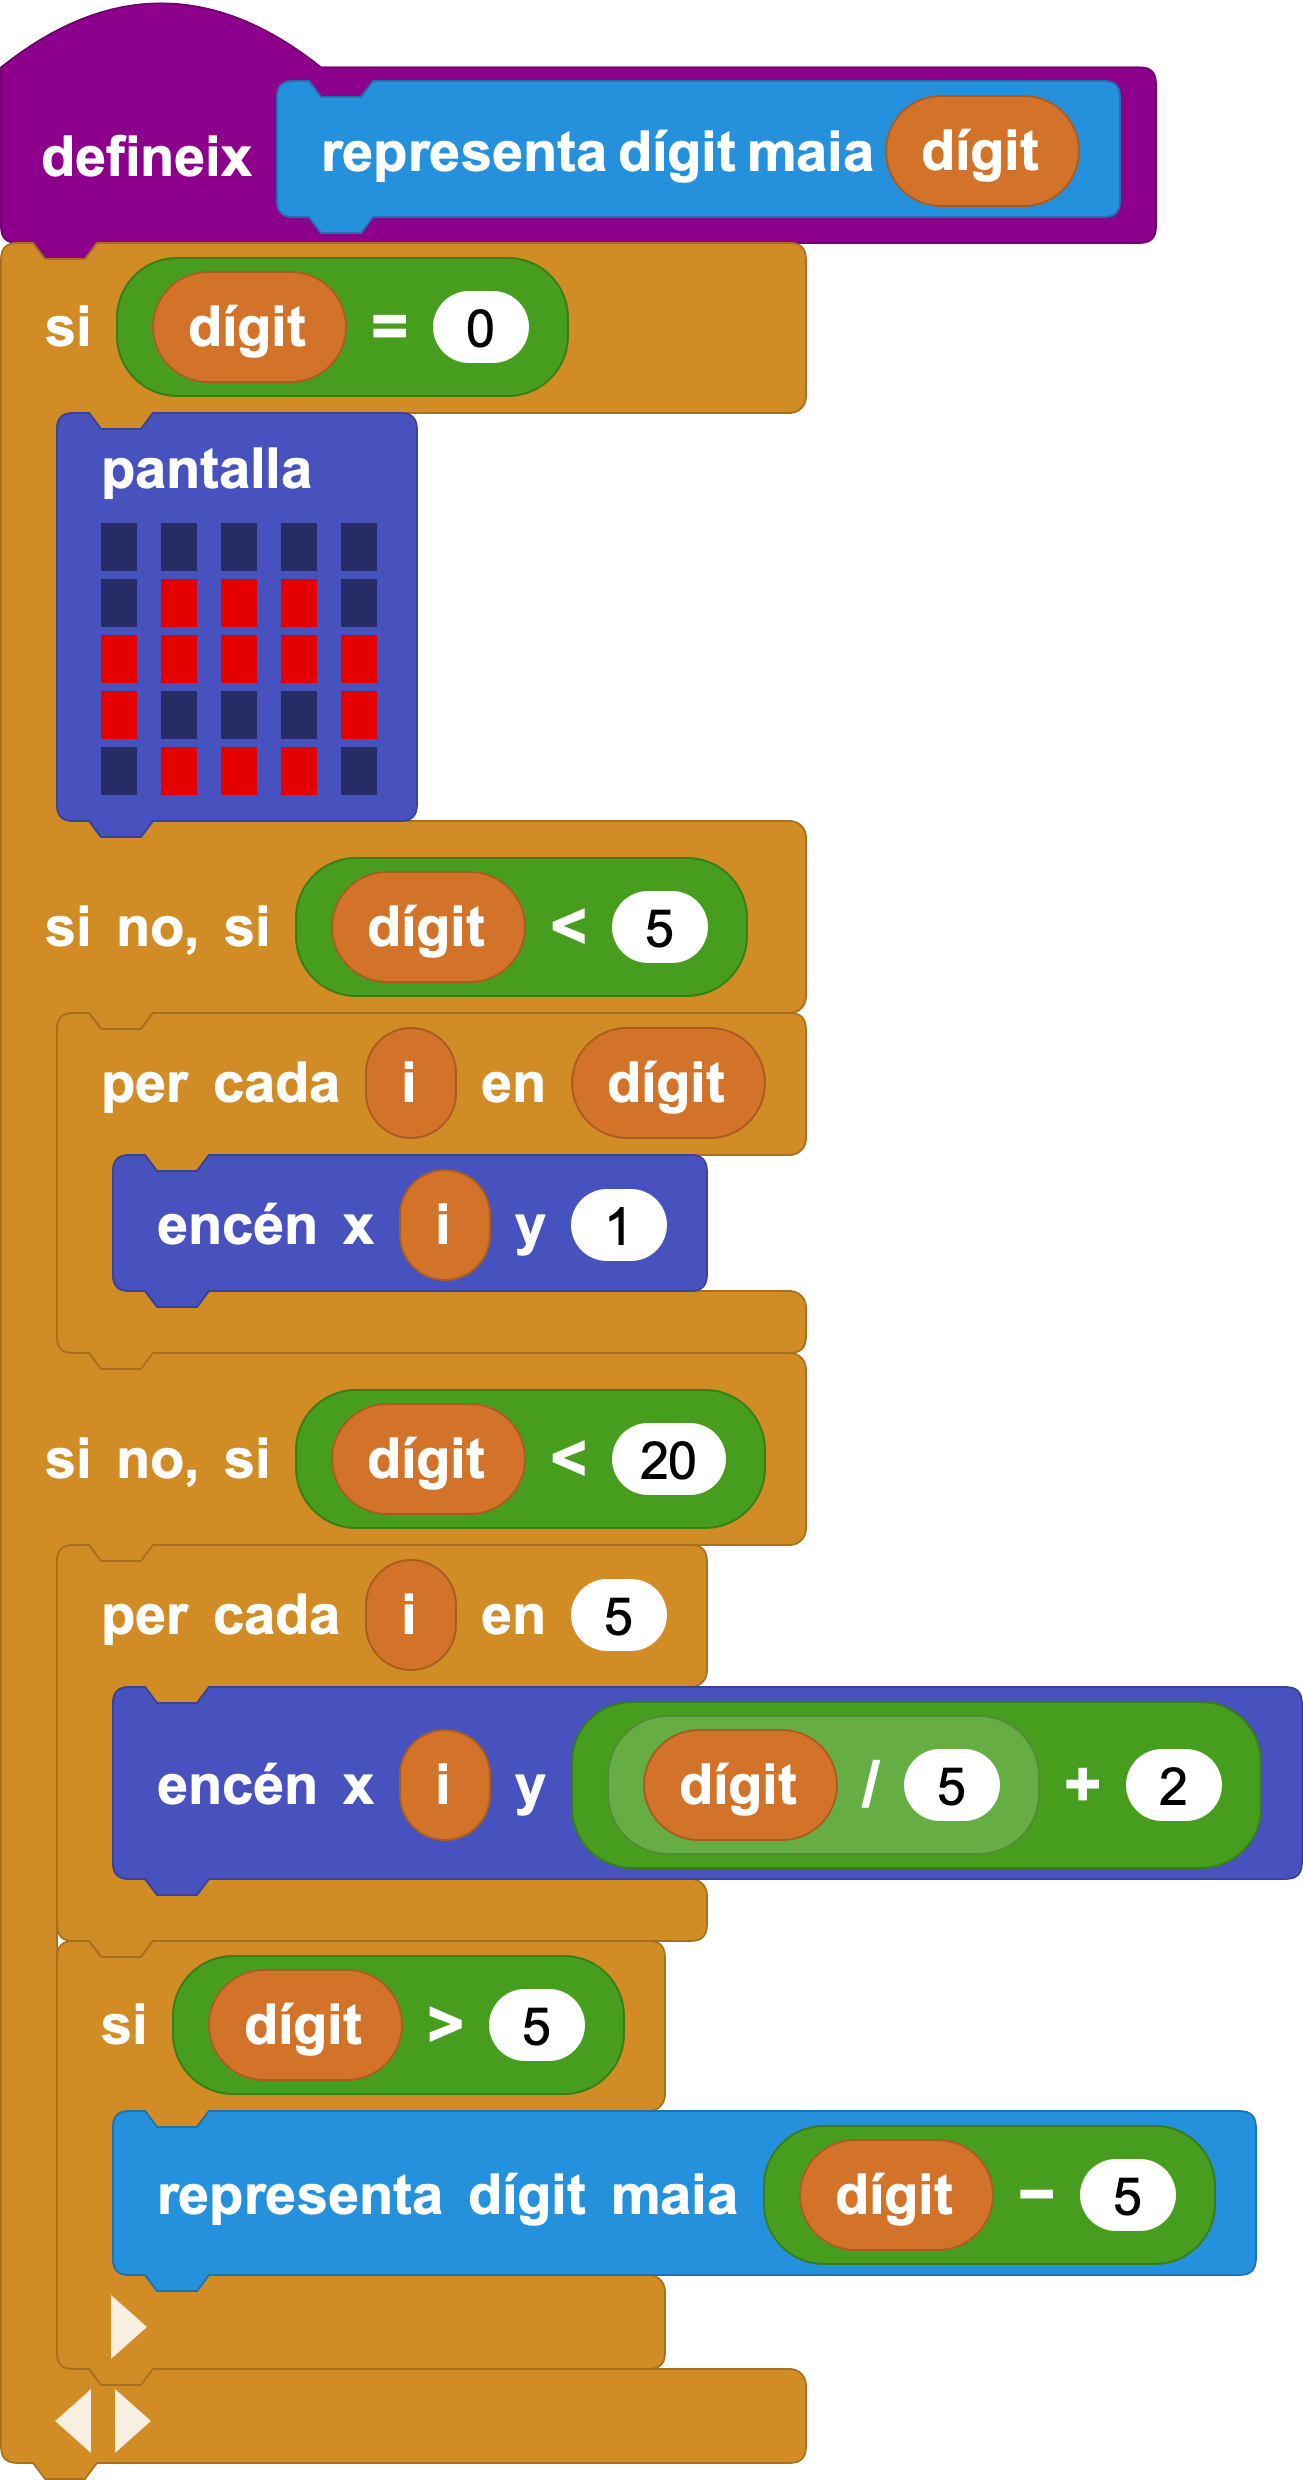 defineix representa dígit maia dígit
si dígit = 0
pantalla
si no, si dígit < 5
per cada i en dígit
encén x i y 1
si no, si dígit < 20
per cada i en 5
encén x i y dígit / 5 + 2
si dígit > 5
representa dígit maia dígit − 5